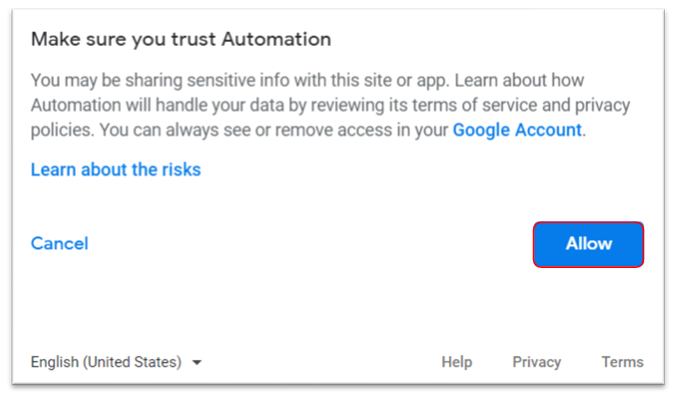 Make sure you trust Automation
You may be sharing sensitive info with this site or app. Learn about how
Automation will handle your data by reviewing its terms of service and privacy
policies. You can always see or remove access in your Google Account.
Learn about the risks
Cancel Allow
English (United States) Help Privacy Terms